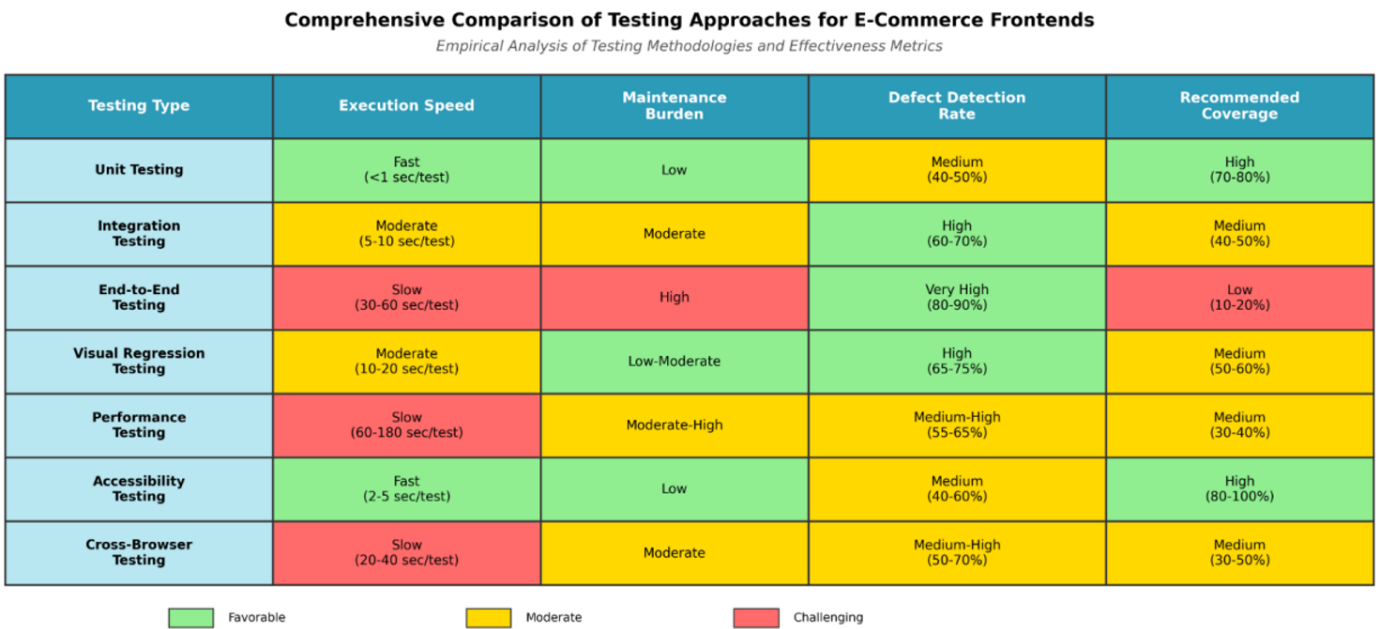 Comprehensive Comparison of Testing Approaches for E-Commerce Frontends
Empirical Analysis of Testing Methodologies and Effectiveness Metrics
Testing Type
Execution Speed
Maintenance
Burden
Defect Detection
Rate
Recommended
Coverage
Unit Testing
Fast
(<1 sec/test)
Low
Medium
(40-50%)
High
(70-80%)
Integration
Testing
Moderate
(5-10 sec/test)
Moderate
High
(60-70%)
Medium
(40-50%)
End-to-End
Testing
Slow
(30-60 sec/test)
High
Very High
(80-90%)
Low
(10-20%)
Visual Regression
Testing
Moderate
(10-20 sec/test)
Low-Moderate
High
(65-75%)
Medium
(50-60%)
Performance
Testing
Slow
(60-180 sec/test)
Moderate-High
Medium-High
(55-65%)
Medium
(30-40%)
Accessibility
Testing
Fast
(2-5 sec/test)
Low
Medium
(40-60%)
High
(80-100%)
Cross-Browser
Testing
Slow
(20-40 sec/test)
Moderate
Medium-High
(50-70%)
Medium
(30-50%)
Favorable
Moderate
Challenging